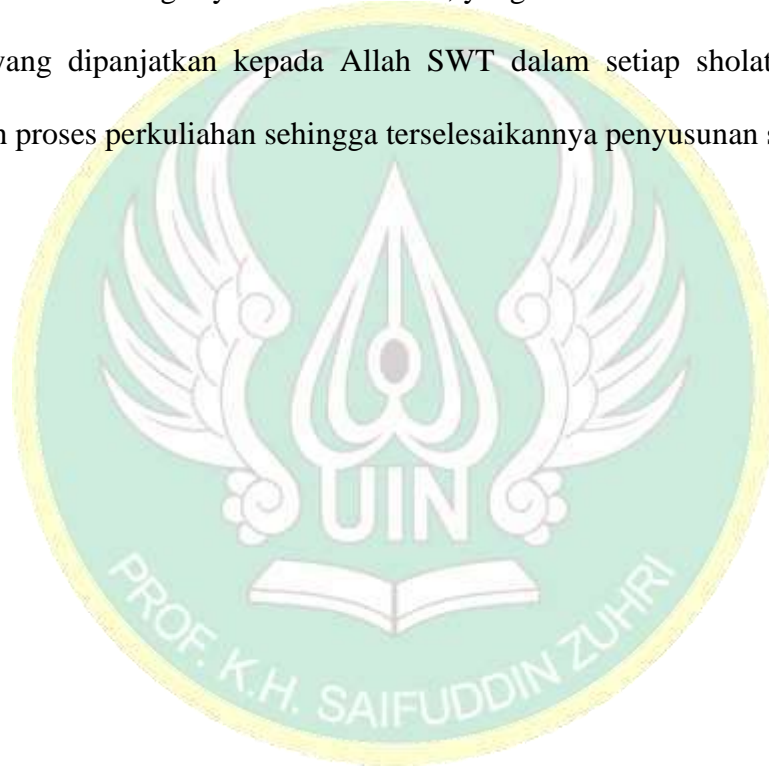 yang dipanjatkan kepada Allah SWT dalam setiap sholat
proses perkuliahan sehingga terselesaikannya penyusunan
UIN
PROF. K.H. SAIFUDDIN ZUHRI